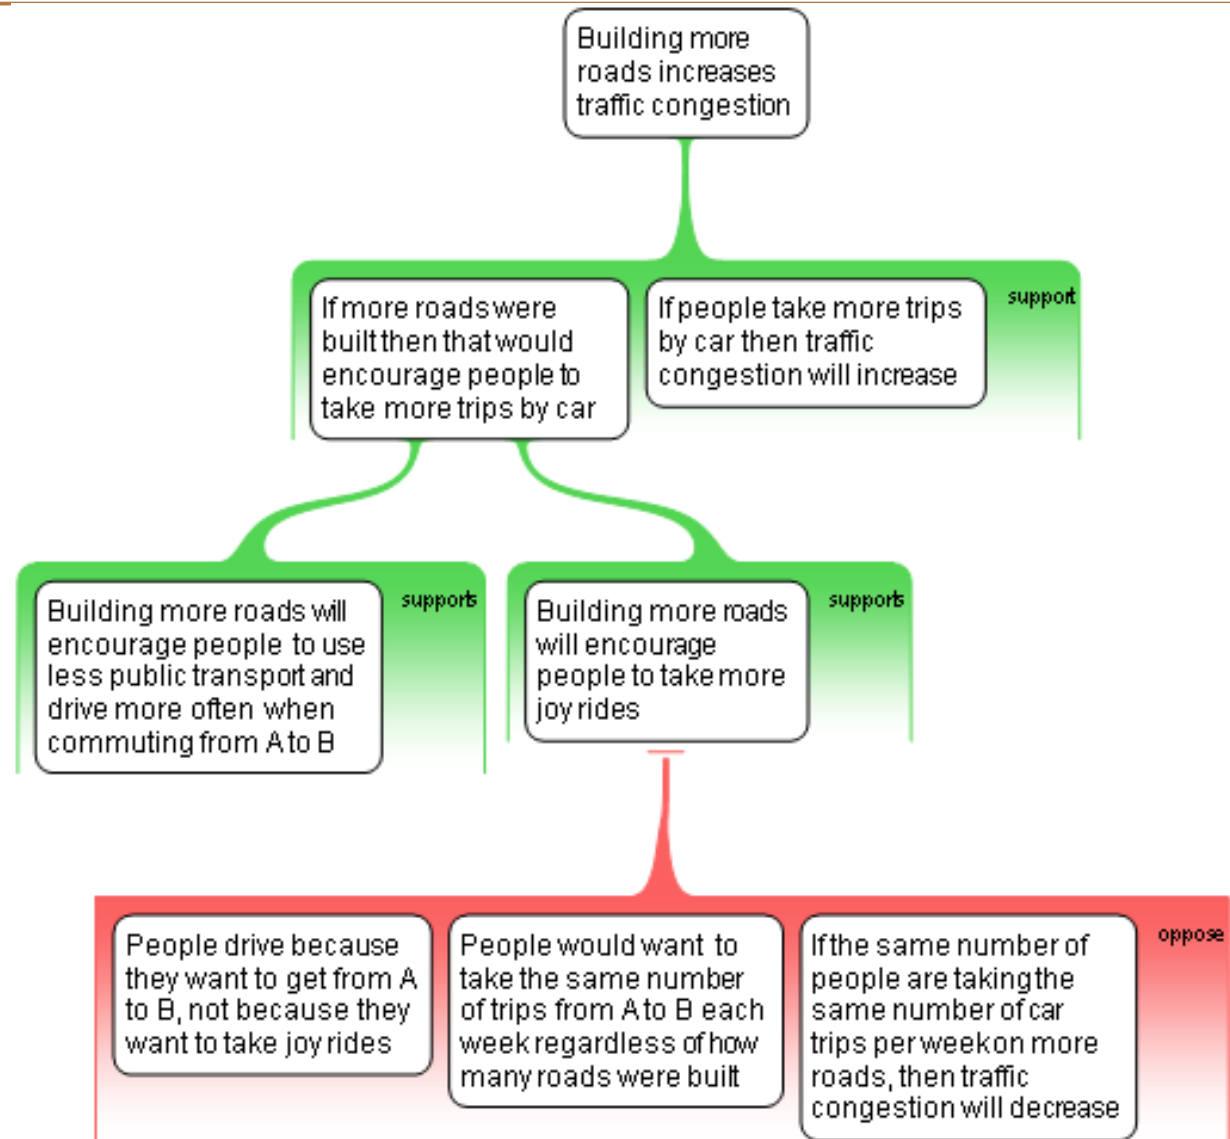 Building more
roads increases
traffic congestion
If more roads were
built then that would
encourage people to
take more trips by car
If people take more trips
by car then traffic
congestion will increase
support
Building more roads will
encourage people to use
less public transport and
drive more often when
commuting from A to B
supports
Building more roads
will encourage
people to take more
joy rides
supports
People drive because
they want to get from A
to B, not because they
want to take joy rides
People would want to
take the same number
of trips from A to B each
week regardless of how
many roads were built
If the same number of
people are taking the
same number of car
trips per week on more
roads, then traffic
congestion will decrease
oppose